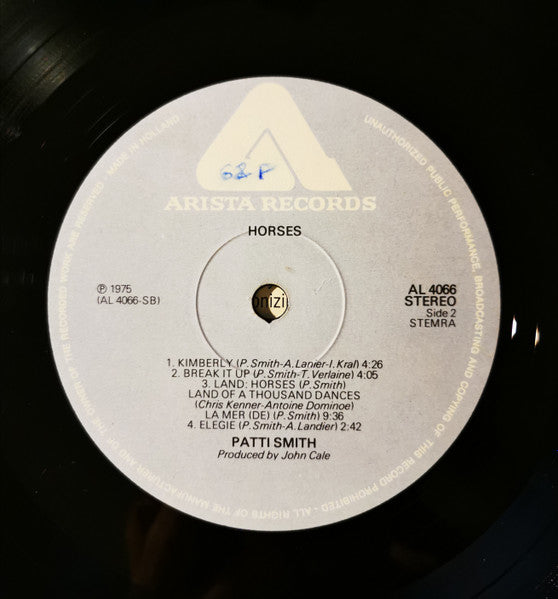 68 P
ARISTA RECORDS
HORSES
℗ 1975
(AL 4066-SB)
AL 4066
STEREO
Side 2
STEMRA
onizi
1. KIMBERLY (P. Smith-A. Lanier-I. Kral) 4:26
2. BREAK IT UP (P. Smith-T. Verlaine) 4:05
3. LAND: HORSES (P. Smith)
LAND OF A THOUSAND DANCES
(Chris Kenner-Antoine Dominoe)
LA MER (DE) (P. Smith) 9:36
4. ELEGIE (P. Smith-A. Landier) 2:42
PATTI SMITH
Produced by John Cale
UNAUTHORIZED PUBLIC PERFORMANCE, BROADCASTING AND COPYING OF THIS RECORD PROHIBITED - ALL RIGHTS OF THE MANUFACTURER AND OF THE OWNER OF THE RECORDED WORK ARE RESERVED - MADE IN HOLLAND